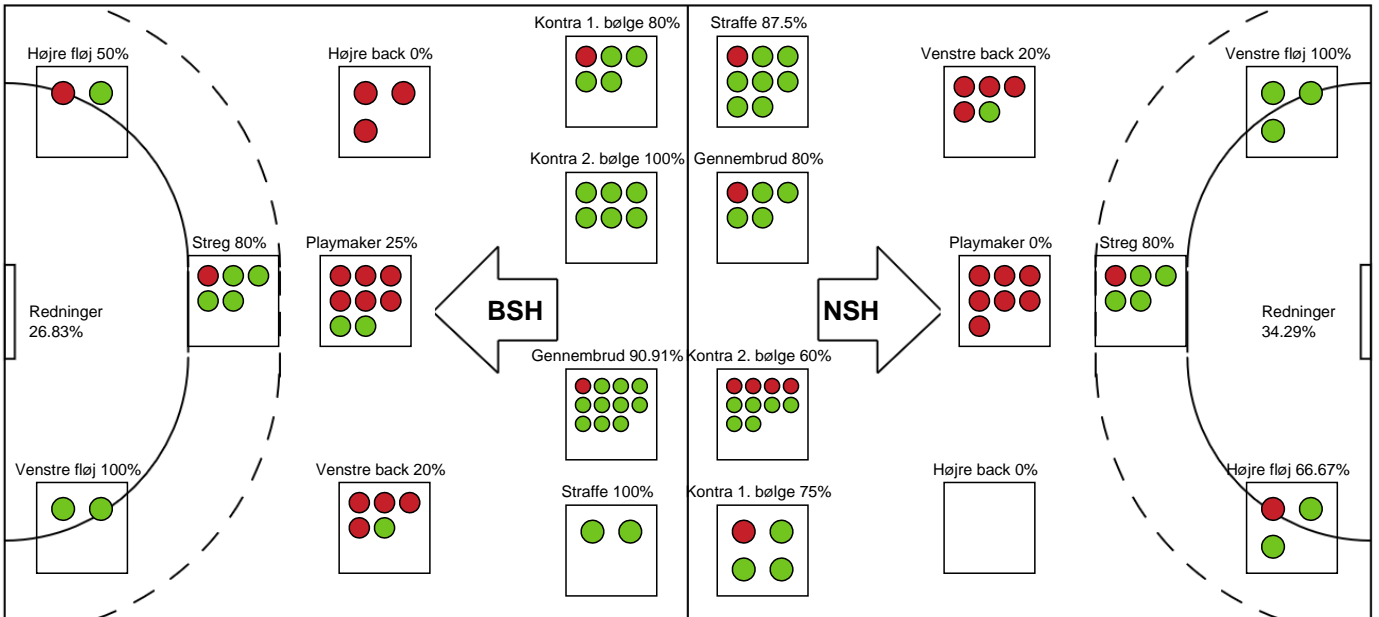 Kontra 1. bølge 80%
Straffe 87.5%
Højre fløj 50%
Højre back 0%
Venstre back 20%
Venstre fløj 100%
Kontra 2. bølge 100%
Gennembrud 80%
Streg 80%
Playmaker 25%
Playmaker 0%
Streg 80%
Redninger
26.83%
BSH
NSH
Redninger
34.29%
Gennembrud 90.91%
Kontra 2. bølge 60%
Venstre fløj 100%
Venstre back 20%
Højre back 0%
Højre fløj 66.67%
Straffe 100%
Kontra 1. bølge 75%